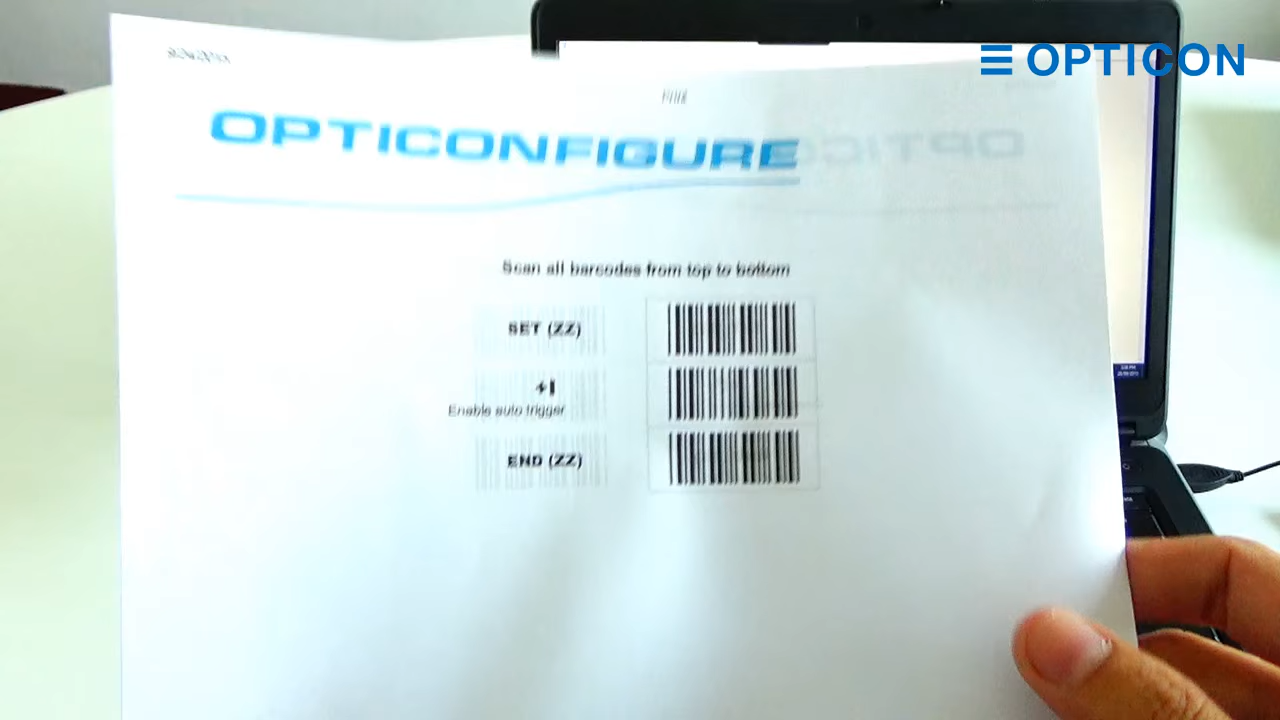 OPTICON
OPTICONFIGURE
Scan all barcodes from top to bottom
SET (ZZ)
+I
Enable auto trigger
END (ZZ)